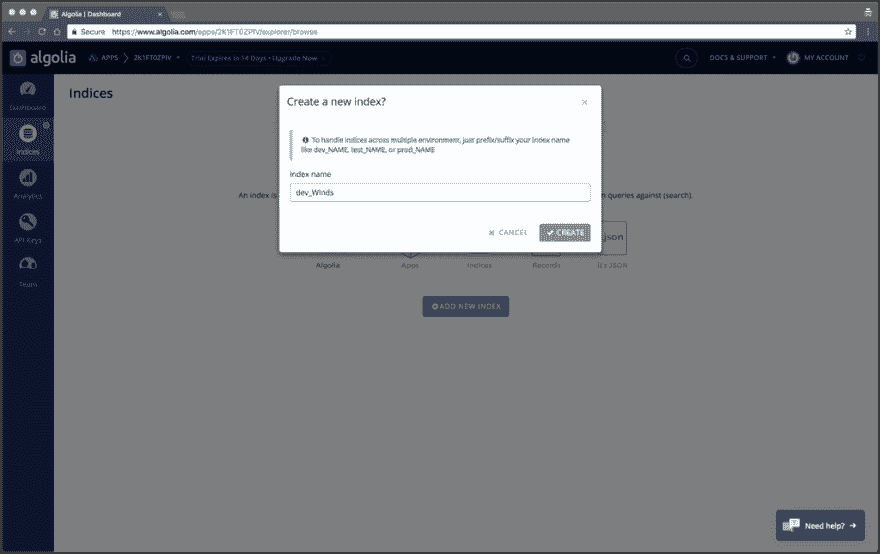 Algolia | Dashboard
Secure
https://www.algolia.com/apps/2K1FT0ZPIV/explorer/browse
algolia
APPS
2K1FT0ZPIV
Trial Expires in 14 Days • Upgrade Now
DOCS & SUPPORT
MY ACCOUNT
Dashboard
Indices
Analytics
API Keys
Team
Indices
Create a new index?
To handle indices across multiple environment, just prefix/suffix your index name
like dev_NAME, test_NAME, or prod_NAME
Index name
dev_Winds
CANCEL
CREATE
An index is
n queries against (search).
json
Algolia
Apps
Indices
Records
is JSON
ADD NEW INDEX
Need help?